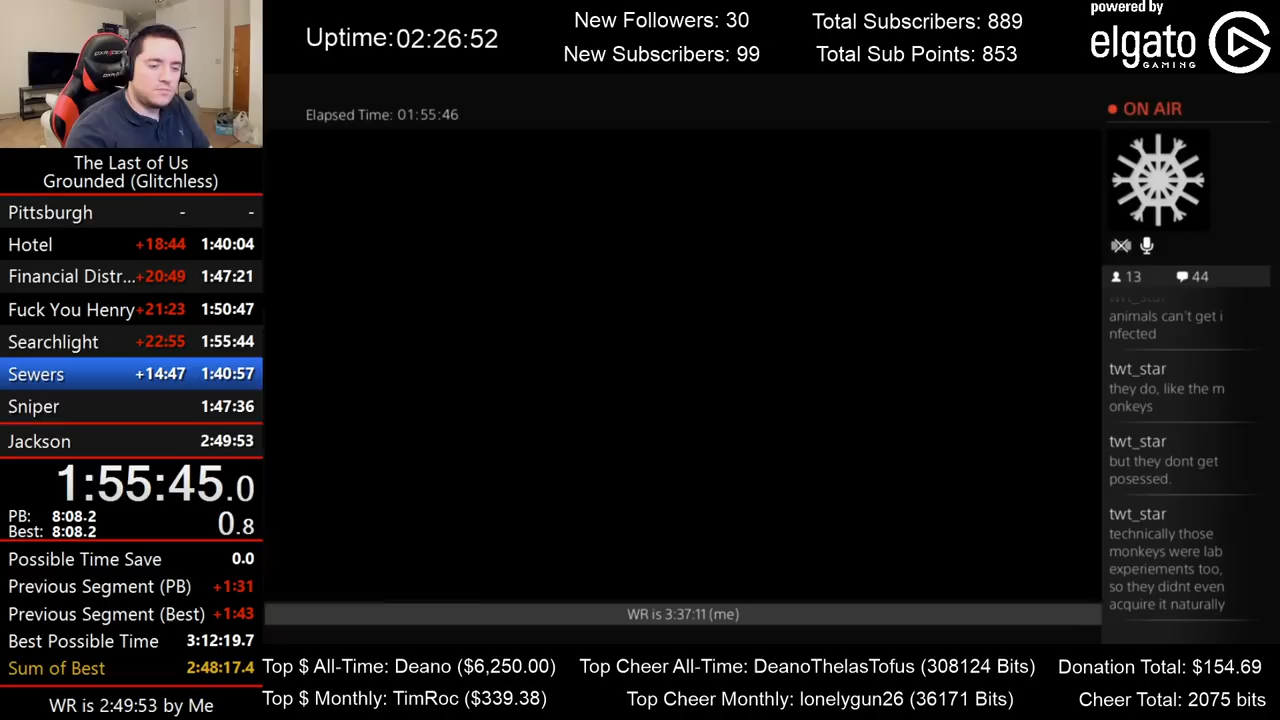 Uptime:02:26:52
New Followers: 30
New Subscribers: 99
Total Subscribers: 889
Total Sub Points: 853
powered by
elgato
GAMING
The Last of Us
Grounded (Glitchless)
Pittsburgh - -
Hotel +18:44 1:40:04
Financial Distr...+20:49 1:47:21
Fuck You Henry+21:23 1:50:47
Searchlight +22:55 1:55:44
Sewers +14:47 1:40:57
Sniper 1:47:36
Jackson 2:49:53
1:55:45.0
PB: 8:08.2
Best: 8:08.2
0.8
Possible Time Save 0.0
Previous Segment (PB) +1:31
Previous Segment (Best) +1:43
Best Possible Time 3:12:19.7
Sum of Best 2:48:17.4
WR is 2:49:53 by Me
Elapsed Time: 01:55:46
WR is 3:37:11 (me)
ON AIR
13 44
twt_star
animals can't get i
nfected
twt_star
they do, like the m
onkeys
twt_star
but they dont get
posessed.
twt_star
technically those
monkeys were lab
experiements too,
so they didnt even
acquire it naturally
Top $ All-Time: Deano ($6,250.00)
Top Cheer All-Time: DeanoThelasTofus (308124 Bits)
Donation Total: $154.69
Top $ Monthly: TimRoc ($339.38)
Top Cheer Monthly: lonelygun26 (36171 Bits)
Cheer Total: 2075 bits